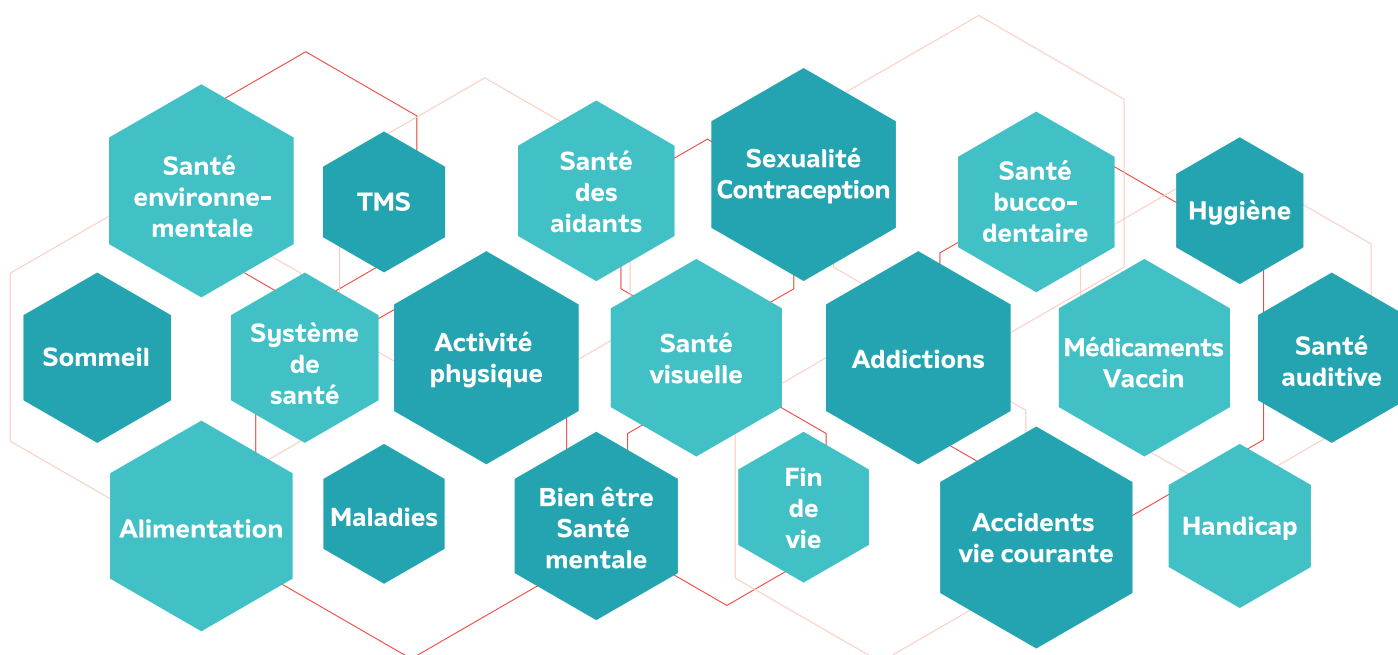 Santé
environne-
mentale
TMS
Santé
des
aidants
Sexualité
Contraception
Santé
bucco-
dentaire
Hygiène
Sommeil
Système
de
santé
Activité
physique
Santé
visuelle
Addictions
Médicaments
Vaccin
Santé
auditive
Alimentation
Maladies
Bien être
Santé
mentale
Fin
de
vie
Accidents
vie courante
Handicap